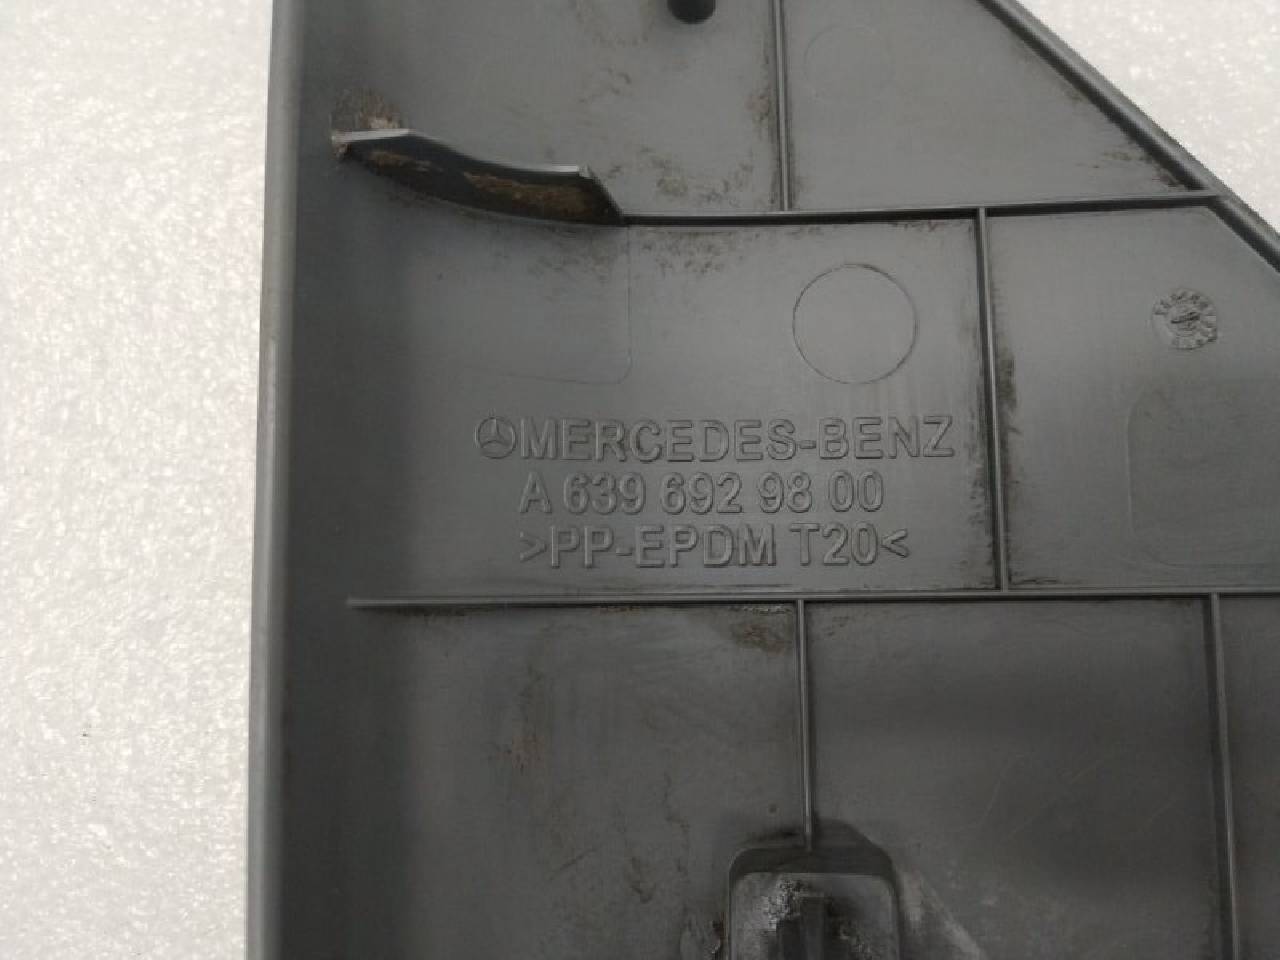 MERCEDES-BENZ
A 639 692 98 00
>PP-EPDM T20<